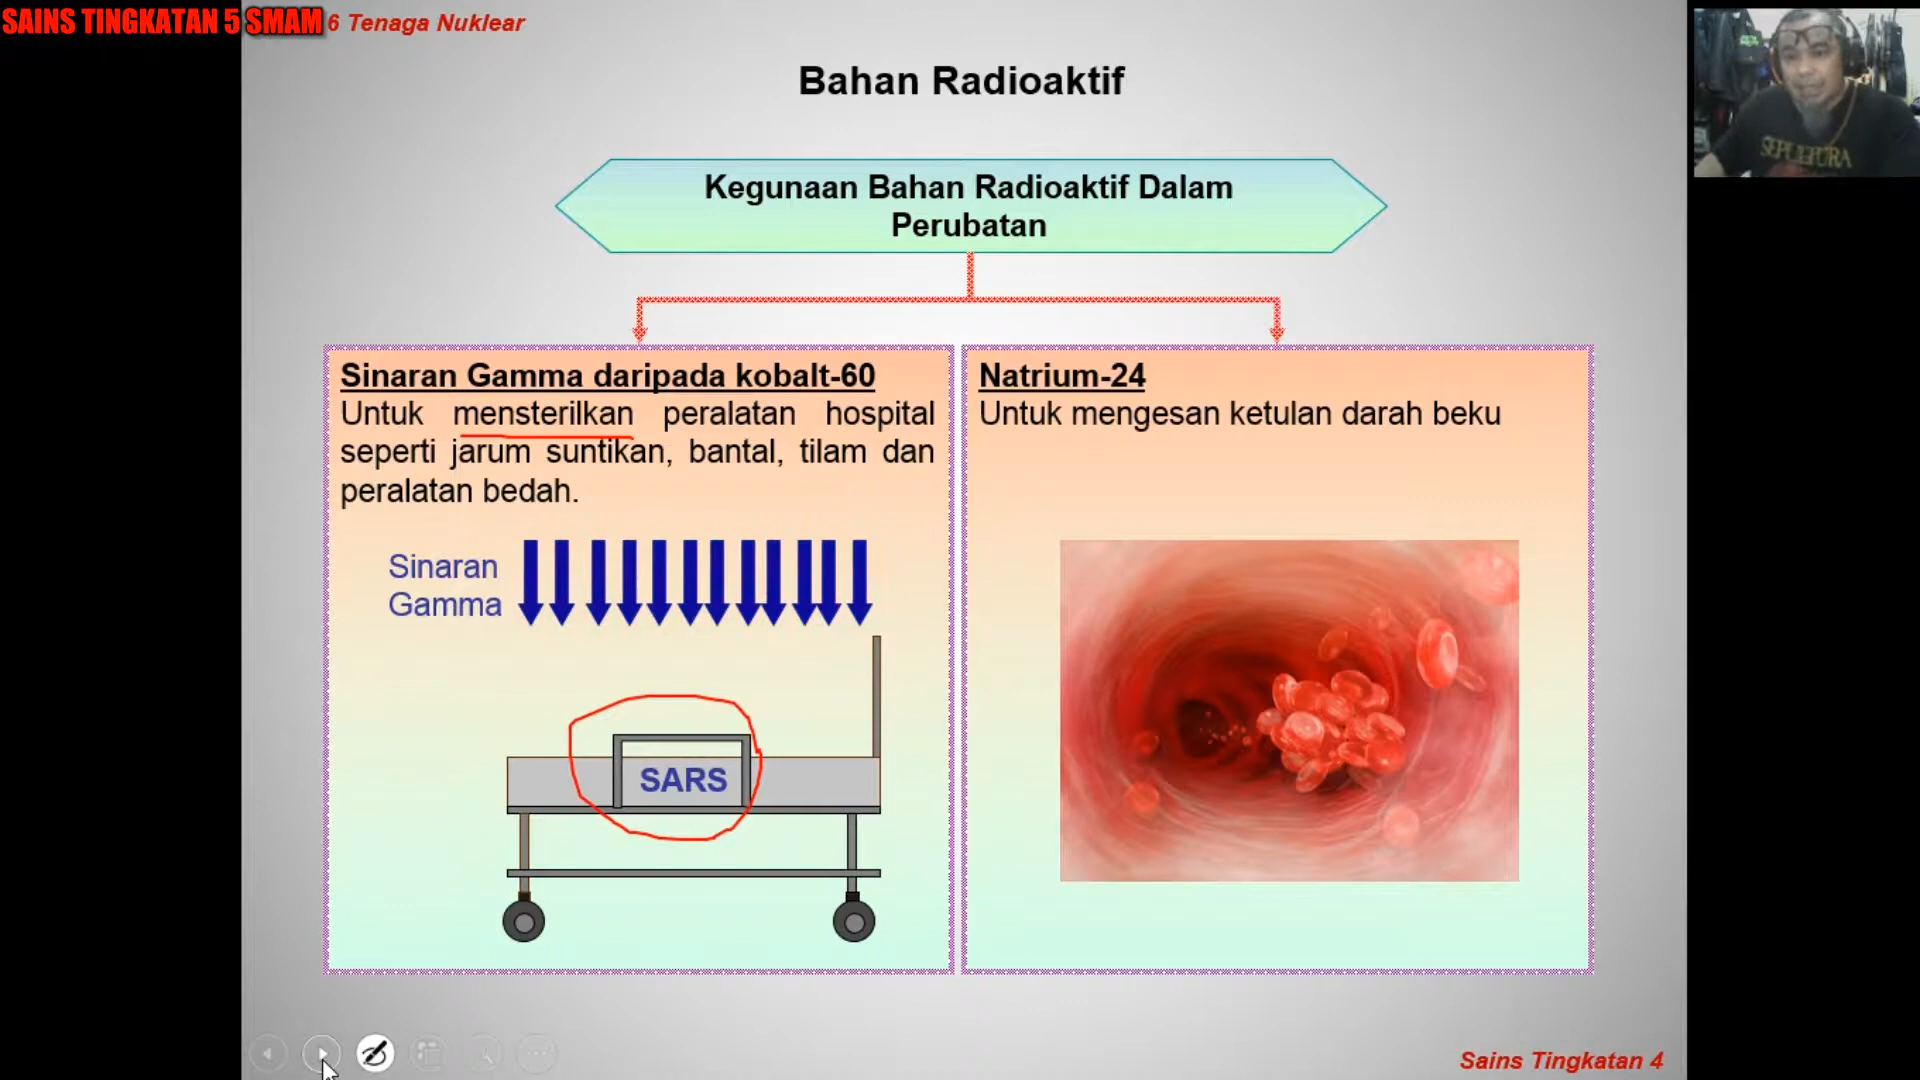 SAINS TINGKATAN 5 SMAM
6 Tenaga Nuklear
Bahan Radioaktif
SEPULTURA
Kegunaan Bahan Radioaktif Dalam
Perubatan
Sinaran Gamma daripada kobalt-60
Untuk mensterilkan peralatan hospital
seperti jarum suntikan, bantal, tilam dan
peralatan bedah.
Sinaran
Gamma
SARS
Natrium-24
Untuk mengesan ketulan darah beku
Sains Tingkatan 4